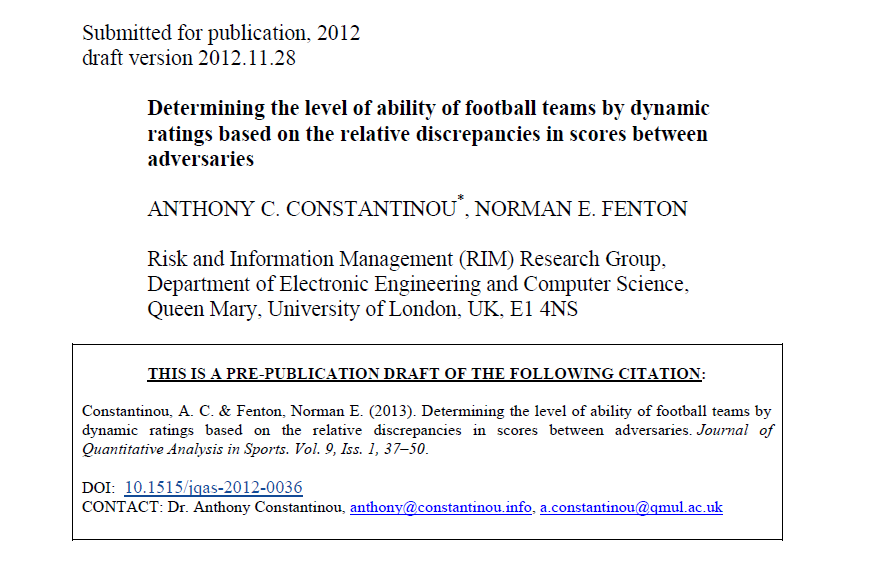 Submitted for publication, 2012
draft version 2012.11.28
Determining the level of ability of football teams by dynamic
ratings based on the relative discrepancies in scores between
adversaries
ANTHONY C. CONSTANTINOU*, NORMAN E. FENTON
Risk and Information Management (RIM) Research Group,
Department of Electronic Engineering and Computer Science,
Queen Mary, University of London, UK, E1 4NS
THIS IS A PRE-PUBLICATION DRAFT OF THE FOLLOWING CITATION:
Constantinou, A. C. & Fenton, Norman E. (2013). Determining the level of ability of football teams by
dynamic ratings based on the relative discrepancies in scores between adversaries. Journal of
Quantitative Analysis in Sports. Vol. 9, Iss. 1, 37–50.
DOI: 10.1515/jqas-2012-0036
CONTACT: Dr. Anthony Constantinou, anthony@constantinou.info, a.constantinou@qmul.ac.uk